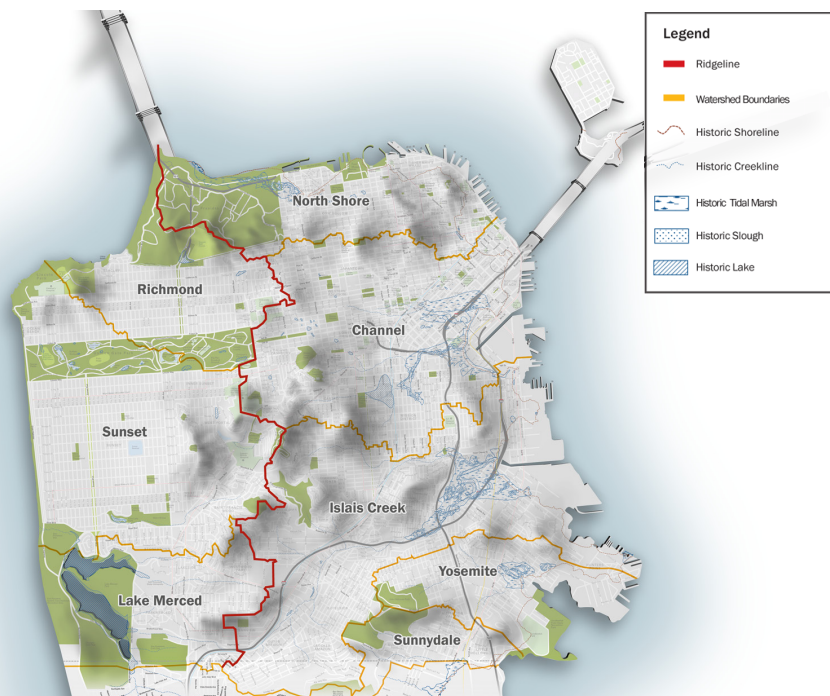 Legend
Ridgeline
Watershed Boundaries
Historic Shoreline
Historic Creekline
Historic Tidal Marsh
Historic Slough
Historic Lake
North Shore
Richmond
Channel
Sunset
Islais Creek
Yosemite
Lake Merced
Sunnydale